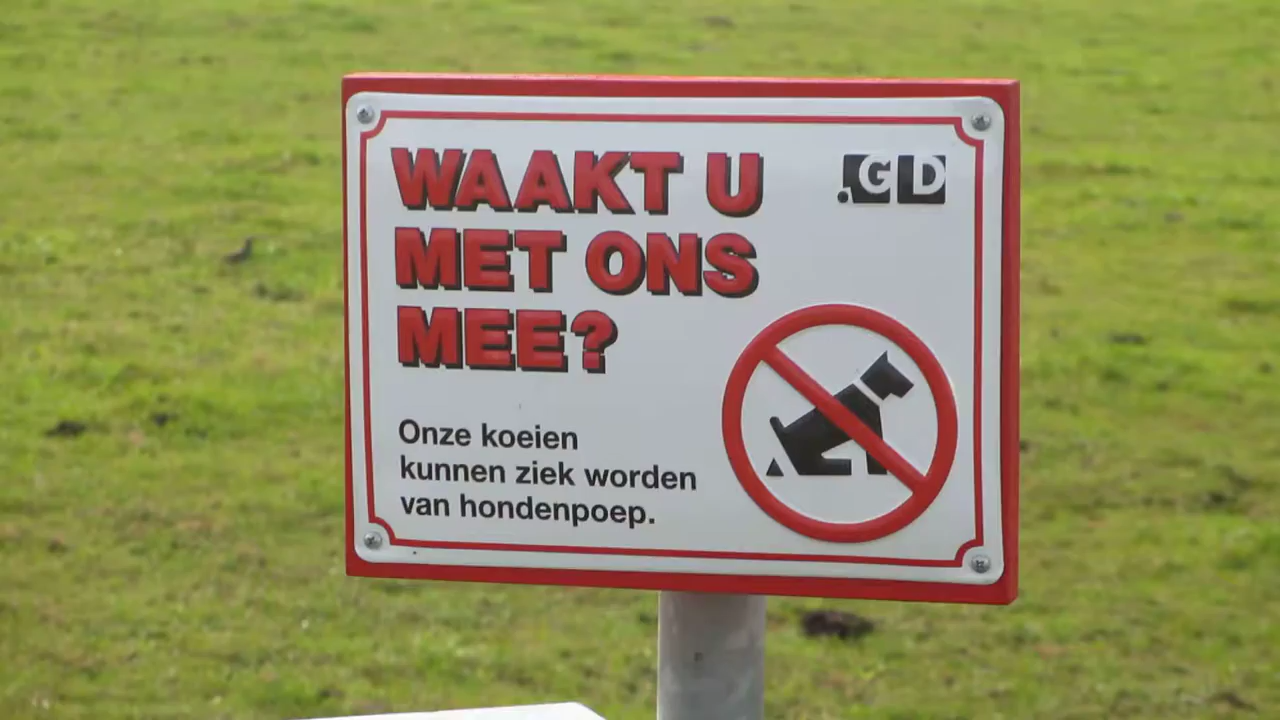 WAAKT U
.GD
MET ONS
MEE?
Onze koeien
kunnen ziek worden
van hondenpoep.